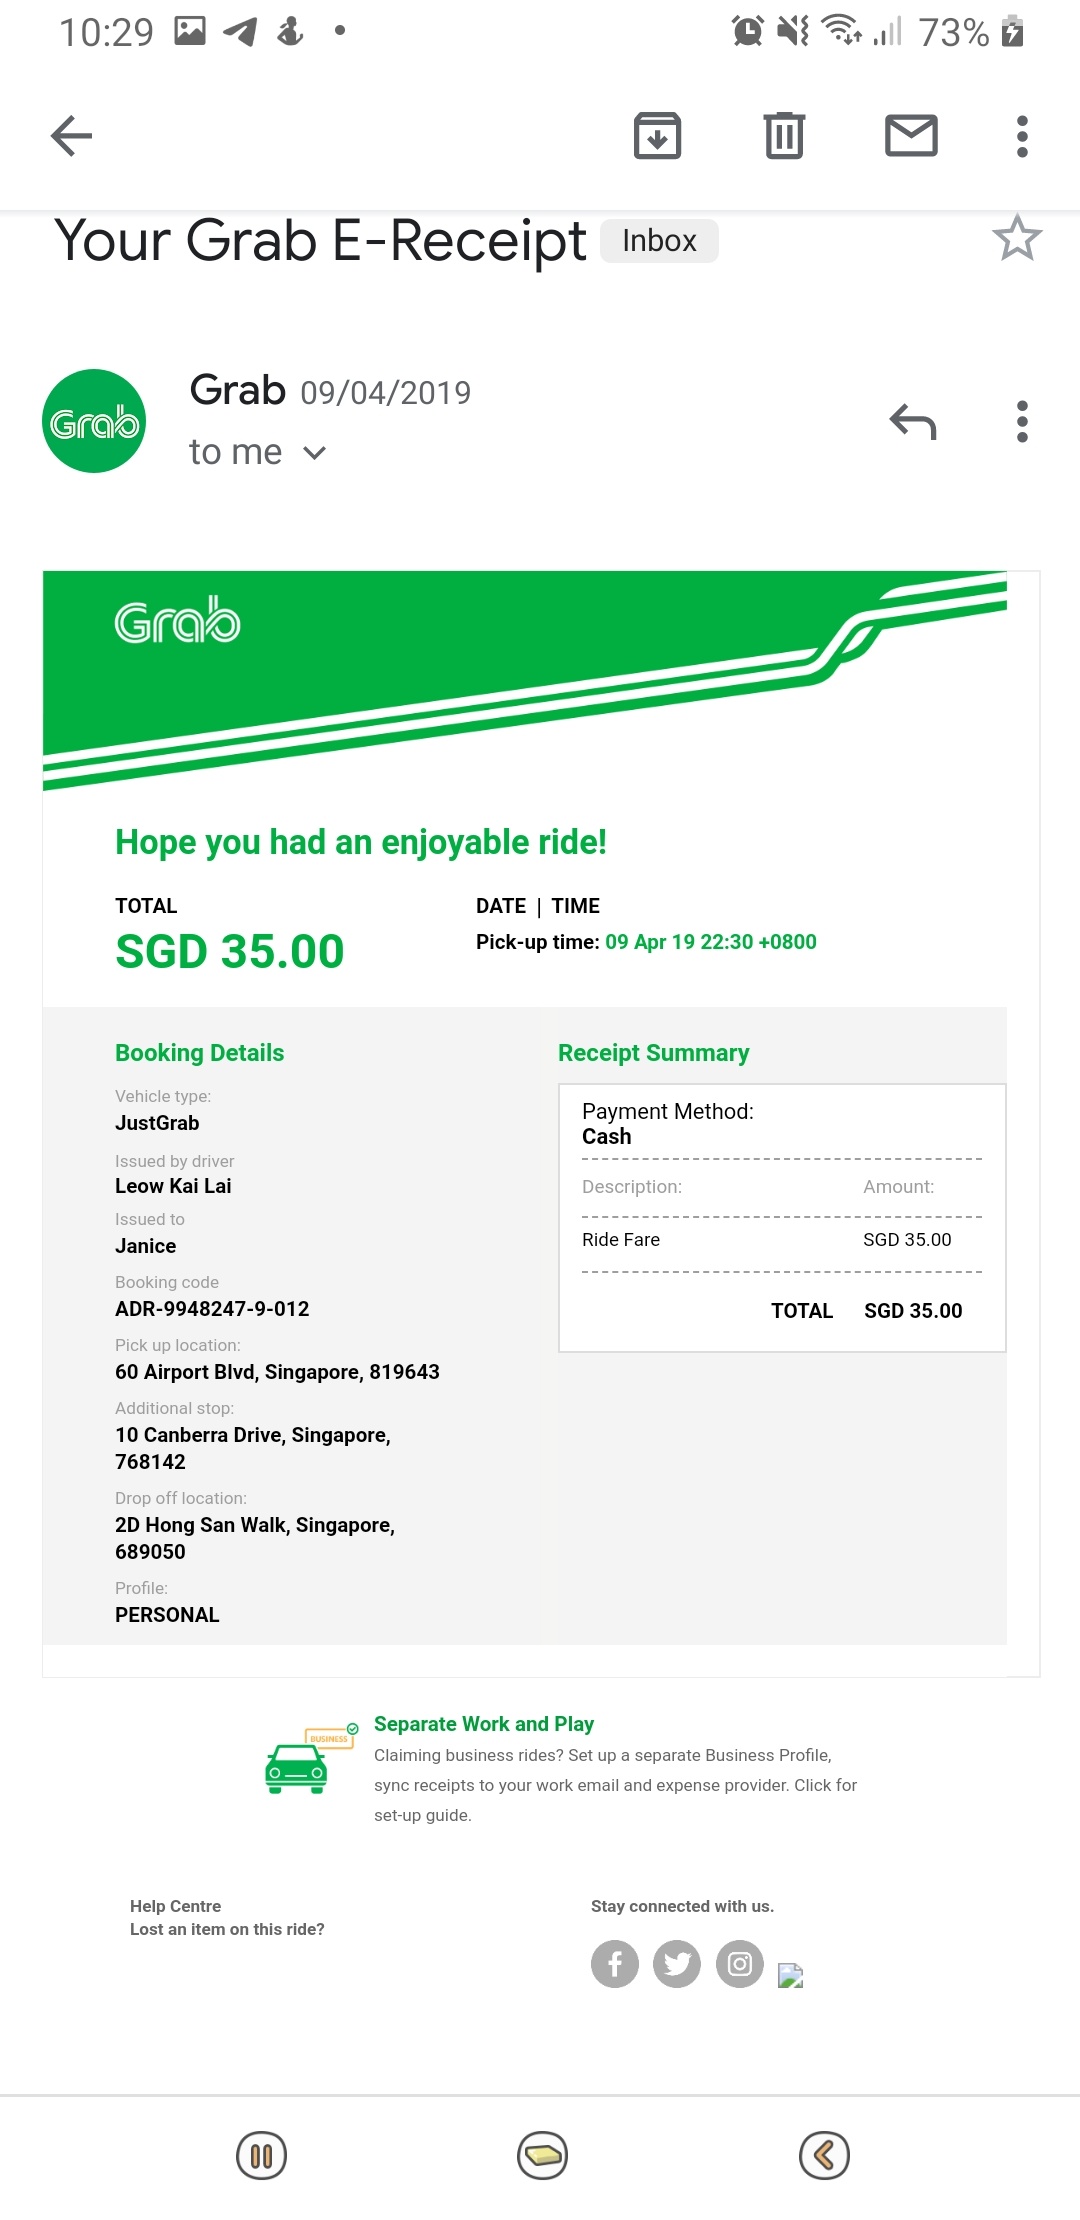 10:29
73%
Your Grab E-Receipt Inbox
Grab
Grab 09/04/2019
to me
Grab
Hope you had an enjoyable ride!
TOTAL
SGD 35.00
DATE | TIME
Pick-up time: 09 Apr 19 22:30 +0800
Booking Details
Vehicle type:
JustGrab
Issued by driver
Leow Kai Lai
Issued to
Janice
Booking code
ADR-9948247-9-012
Pick up location:
60 Airport Blvd, Singapore, 819643
Additional stop:
10 Canberra Drive, Singapore,
768142
Drop off location:
2D Hong San Walk, Singapore,
689050
Profile:
PERSONAL
Receipt Summary
Payment Method:
Cash
Description: Amount:
Ride Fare SGD 35.00
TOTAL SGD 35.00
BUSINESS
Separate Work and Play
Claiming business rides? Set up a separate Business Profile,
sync receipts to your work email and expense provider. Click for
set-up guide.
Help Centre
Lost an item on this ride?
Stay connected with us.